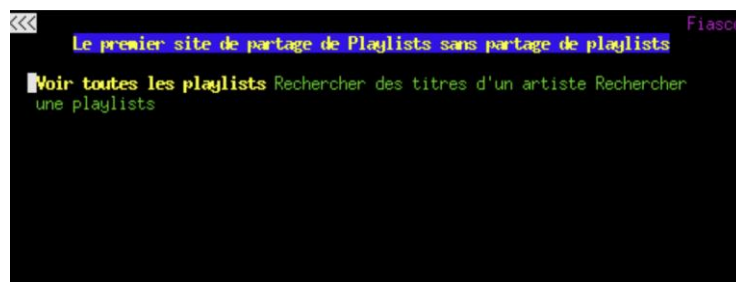 <<<
Fiasco
Le premier site de partage de Playlists sans partage de playlists
Voir toutes les playlists Rechercher des titres d'un artiste Rechercher
une playlists